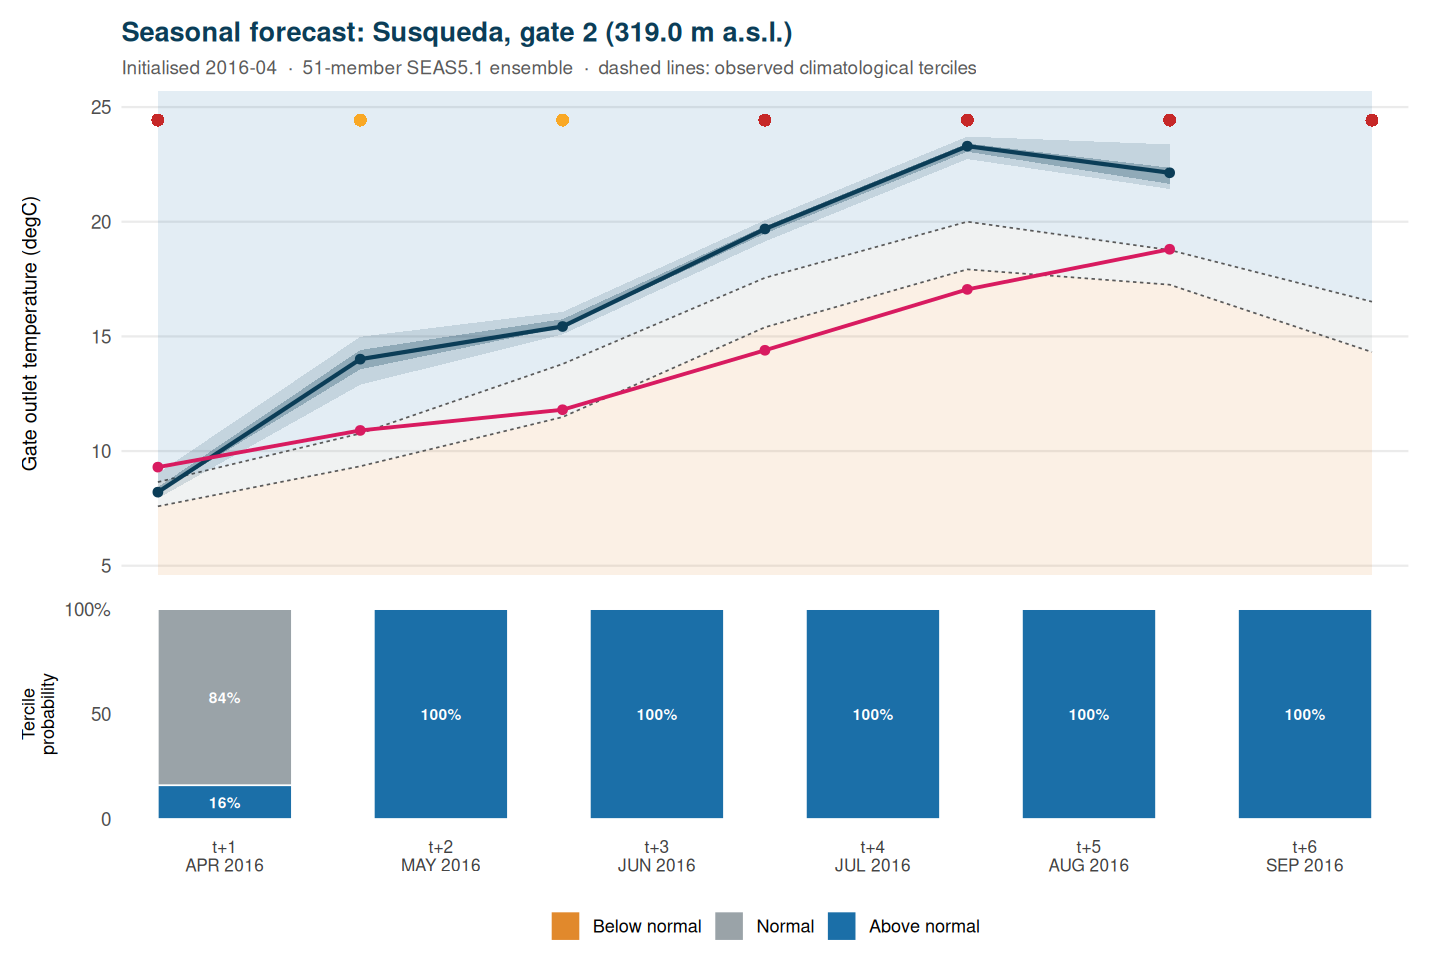 Seasonal forecast: Susqueda, gate 2 (319.0 m a.s.l.)
Initialised 2016-04 · 51-member SEAS5.1 ensemble · dashed lines: observed climatological terciles
Gate outlet temperature (degC)
25
20
15
10
5
Tercile
probability
100%
50
0
84%
16%
100%
100%
100%
100%
100%
t+1
APR 2016
t+2
MAY 2016
t+3
JUN 2016
t+4
JUL 2016
t+5
AUG 2016
t+6
SEP 2016
Below normal
Normal
Above normal